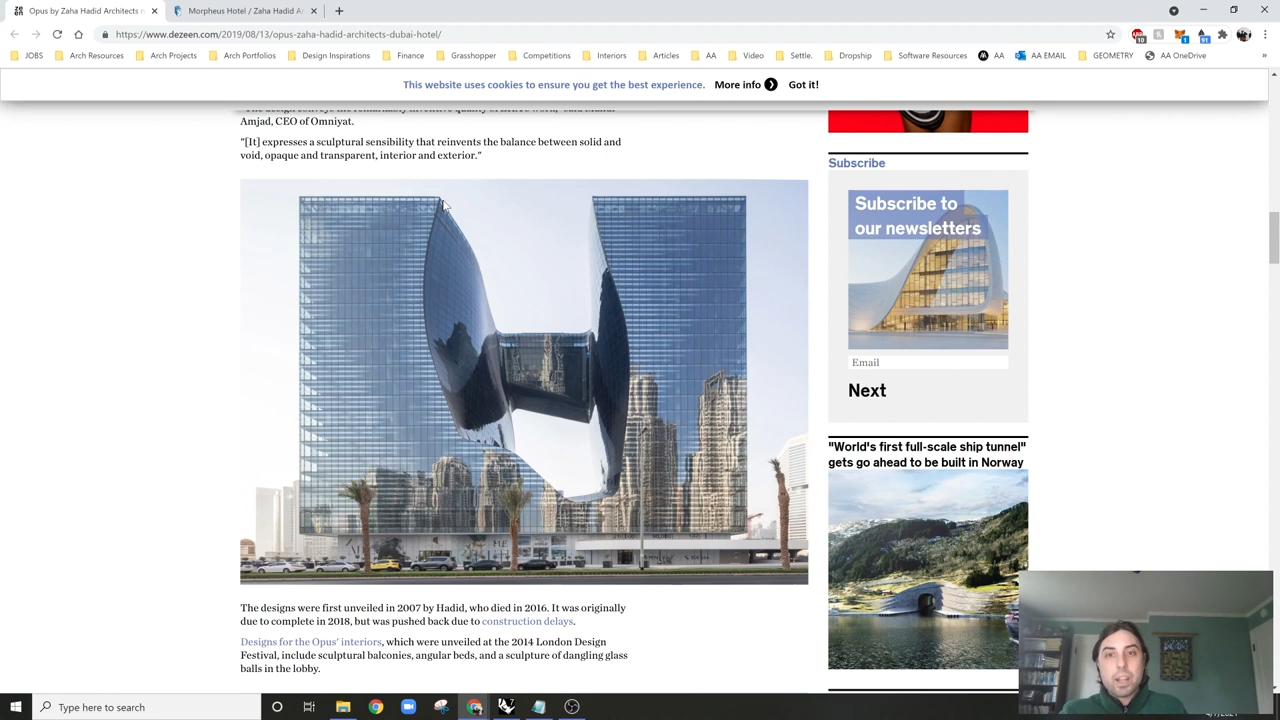 Opus by Zaha Hadid Architects
Morpheus Hotel / Zaha Hadid Ar
https://www.dezeen.com/2019/08/13/opus-zaha-hadid-architects-dubai-hotel/
JOBS
Arch Resources
Arch Projects
Arch Portfolios
Design Inspirations
Finance
Grasshopper
Competitions
Interiors
Articles
AA
Video
Settle.
Dropship
Software Resources
AA
AA EMAIL
GEOMETRY
AA OneDrive
This website uses cookies to ensure you get the best experience. More info Got it!
Amjad, CEO of Omniyat.
"[It] expresses a sculptural sensibility that reinvents the balance between solid and
void, opaque and transparent, interior and exterior."
The designs were first unveiled in 2007 by Hadid, who died in 2016. It was originally
due to complete in 2018, but was pushed back due to construction delays.
Designs for the Opus' interiors, which were unveiled at the 2014 London Design
Festival, include sculptural balconies, angular beds, and a sculpture of dangling glass
balls in the lobby.
Subscribe
Subscribe to
our newsletters
Email
Next
"World's first full-scale ship tunnel"
gets go ahead to be built in Norway
Type here to search